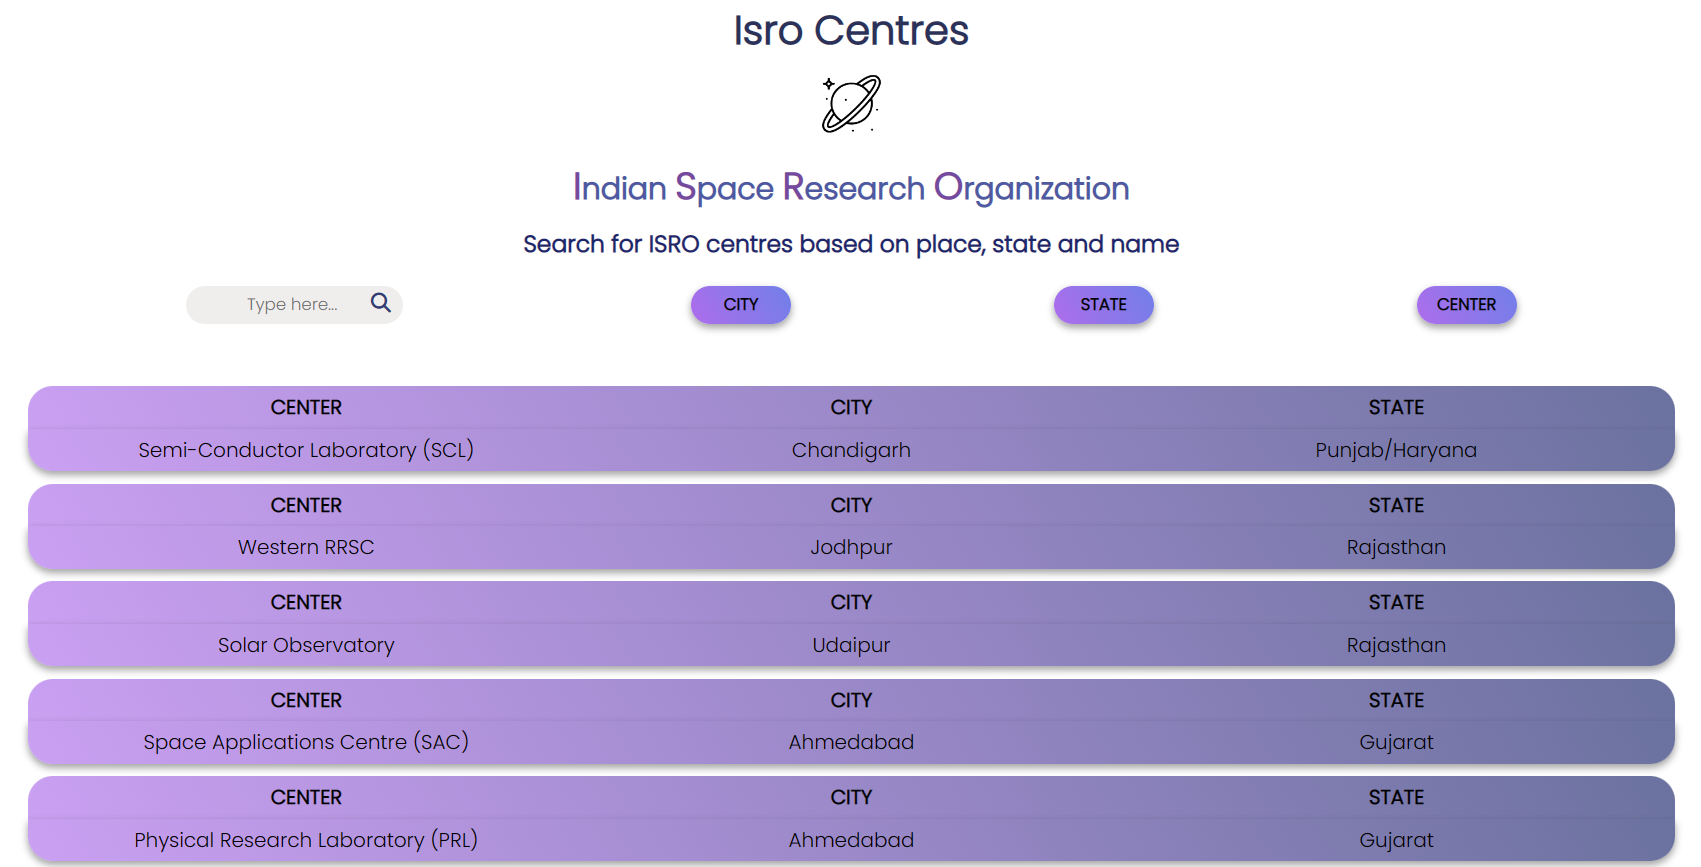 Isro Centres
Indian Space Research Organization
Search for ISRO centres based on place, state and name
Type here... CITY STATE CENTER
CENTER CITY STATE
Semi-Conductor Laboratory (SCL) Chandigarh Punjab/Haryana
CENTER CITY STATE
Western RRSC Jodhpur Rajasthan
CENTER CITY STATE
Solar Observatory Udaipur Rajasthan
CENTER CITY STATE
Space Applications Centre (SAC) Ahmedabad Gujarat
CENTER CITY STATE
Physical Research Laboratory (PRL) Ahmedabad Gujarat